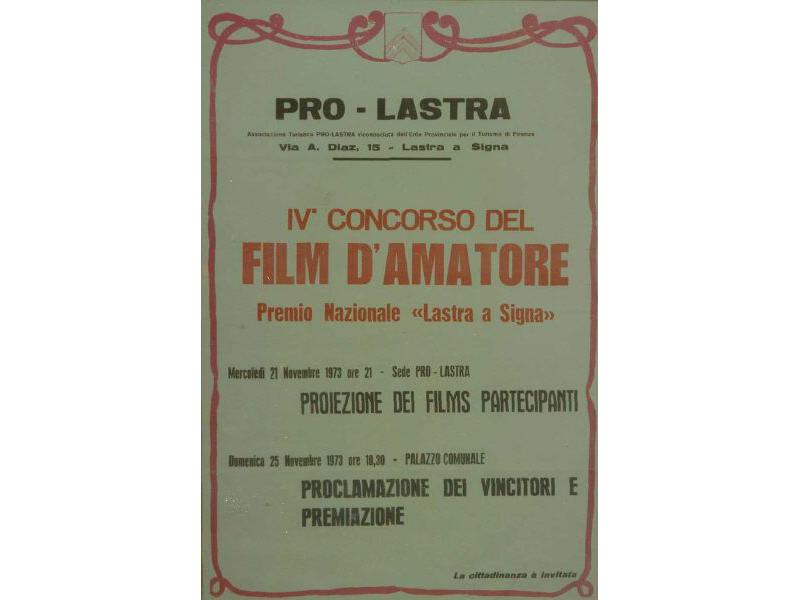 PRO - LASTRA
Associazione Turistica PRO-LASTRA riconosciuta dall'Ente Provinciale per il Turismo di Firenze
Via A. Diaz, 15 - Lastra a Signa
IV° CONCORSO DEL
FILM D'AMATORE
Premio Nazionale «Lastra a Signa»
Mercoledì 21 Novembre 1973 ore 21 - Sede PRO - LASTRA
PROIEZIONE DEI FILMS PARTECIPANTI
Domenica 25 Novembre 1973 ore 10,30 - PALAZZO COMUNALE
PROCLAMAZIONE DEI VINCITORI E
PREMIAZIONE
La cittadinanza è invitata